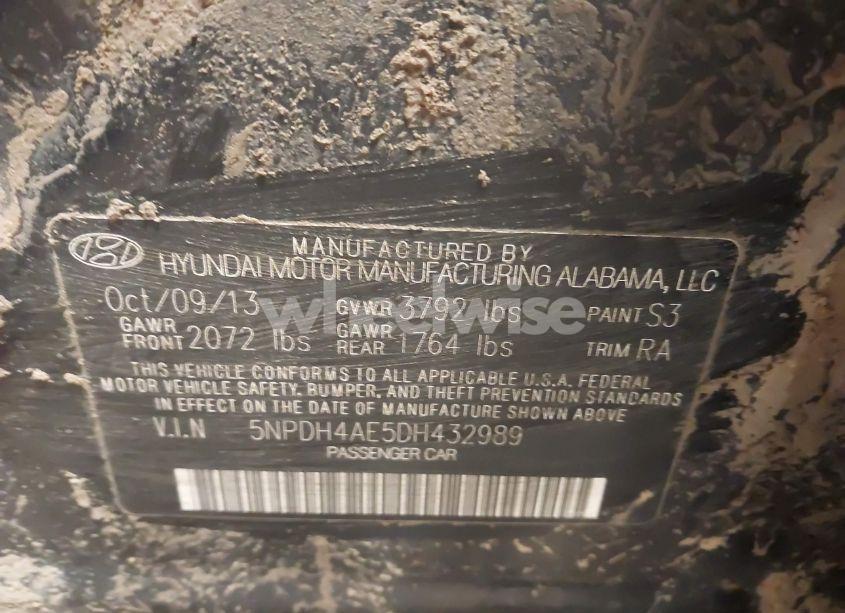 MANUFACTURED BY
HYUNDAI MOTOR MANUFACTURING ALABAMA, LLC
Oct/09/13 GVWR 3792 lbs PAINT S3
GAWR FRONT 2072 lbs GAWR REAR 1764 lbs TRIM RA
THIS VEHICLE CONFORMS TO ALL APPLICABLE U.S.A. FEDERAL
MOTOR VEHICLE SAFETY, BUMPER, AND THEFT PREVENTION STANDARDS
IN EFFECT ON THE DATE OF MANUFACTURE SHOWN ABOVE
V.I.N 5NPDH4AE5DH432989
PASSENGER CAR
wheelwise